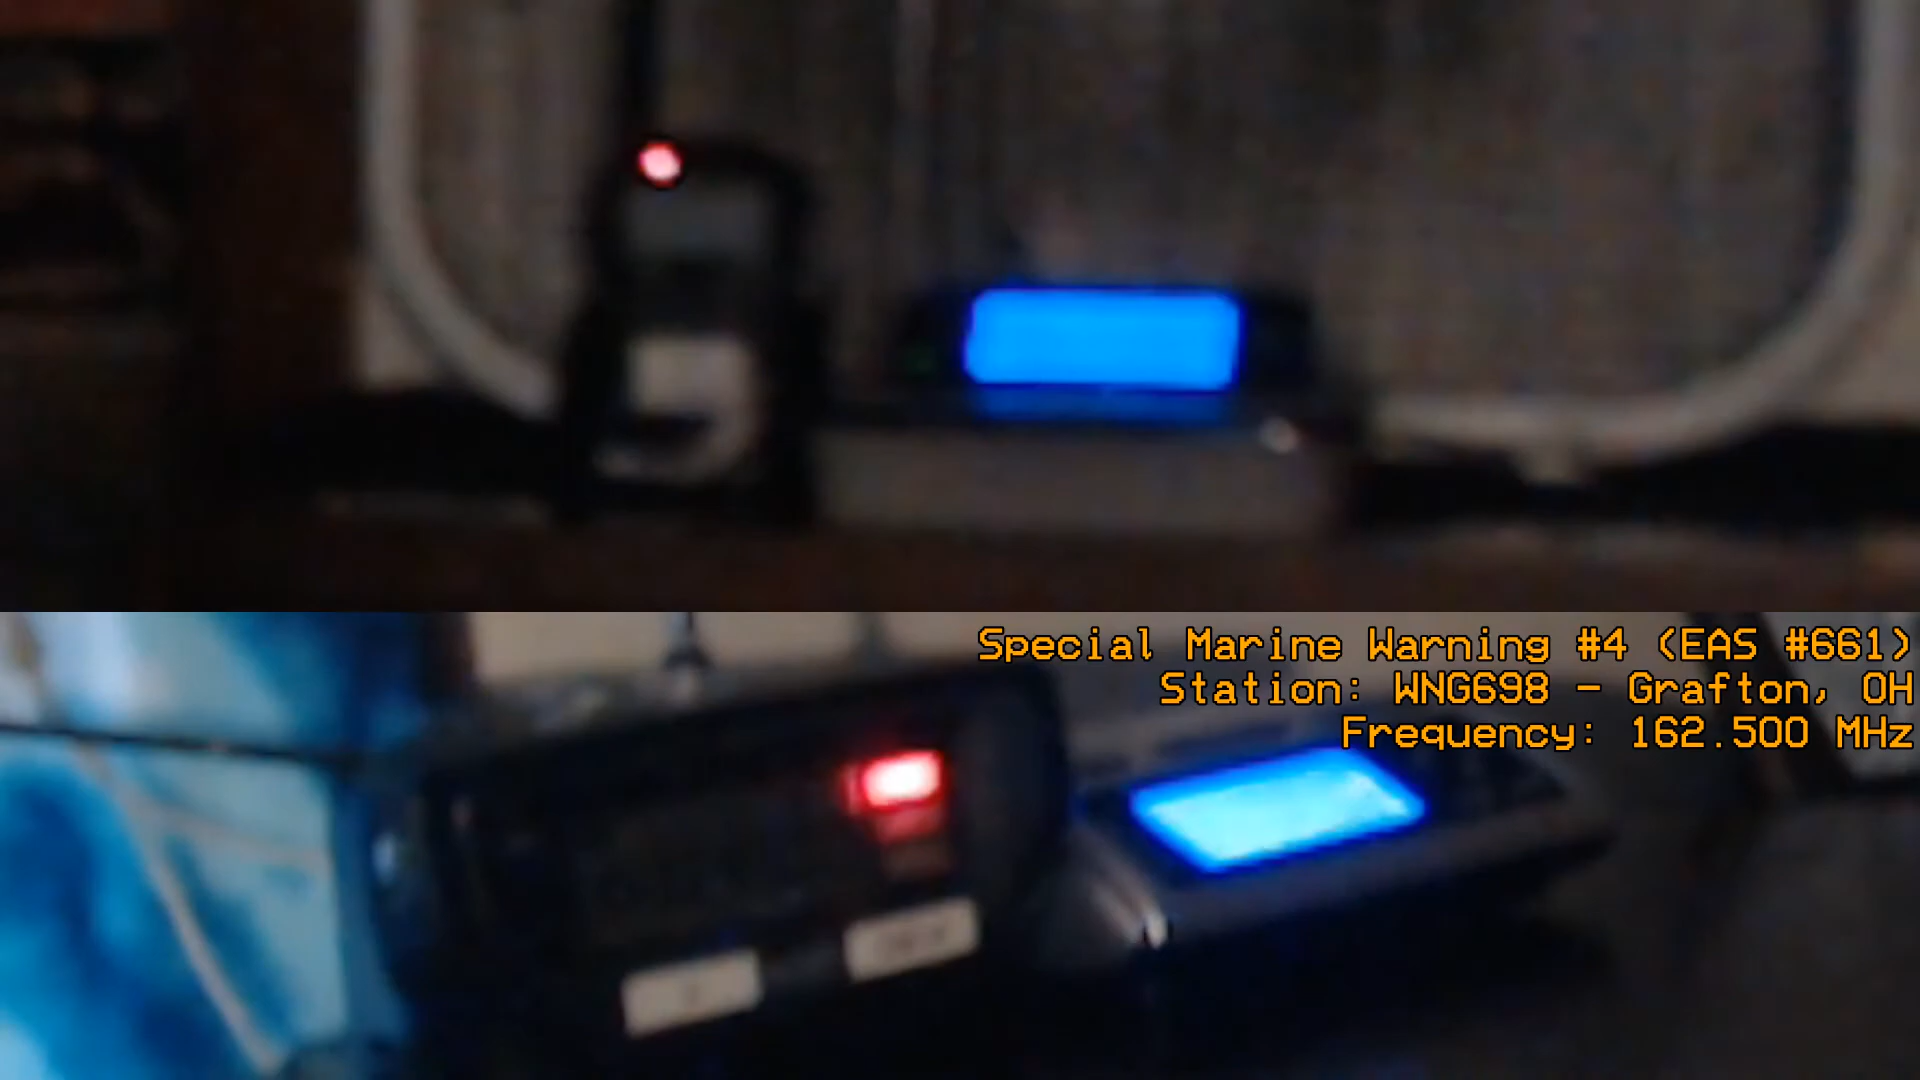 Special Marine Warning #4 (EAS #661)
Station: WNG698 - Grafton, OH
Frequency: 162.500 MHz